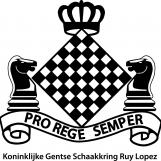 PRO REGE SEMPER
Koninklijke Gentse Schaakkring Ruy Lopez